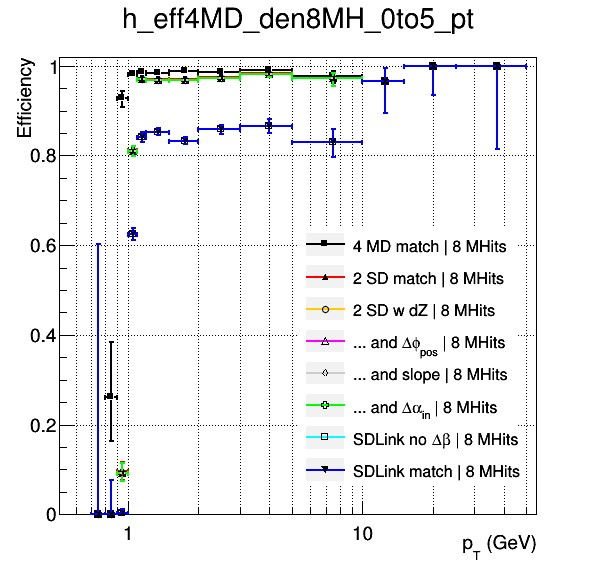 h_eff4MD_den8MH_0to5_pt
Efficiency
1
0.8
0.6
0.4
0.2
0
4 MD match | 8 MHits
2 SD match | 8 MHits
2 SD w dZ | 8 MHits
... and Δϕpos | 8 MHits
... and slope | 8 MHits
... and Δαin | 8 MHits
SDLink no Δβ | 8 MHits
SDLink match | 8 MHits
1
10
pT (GeV)